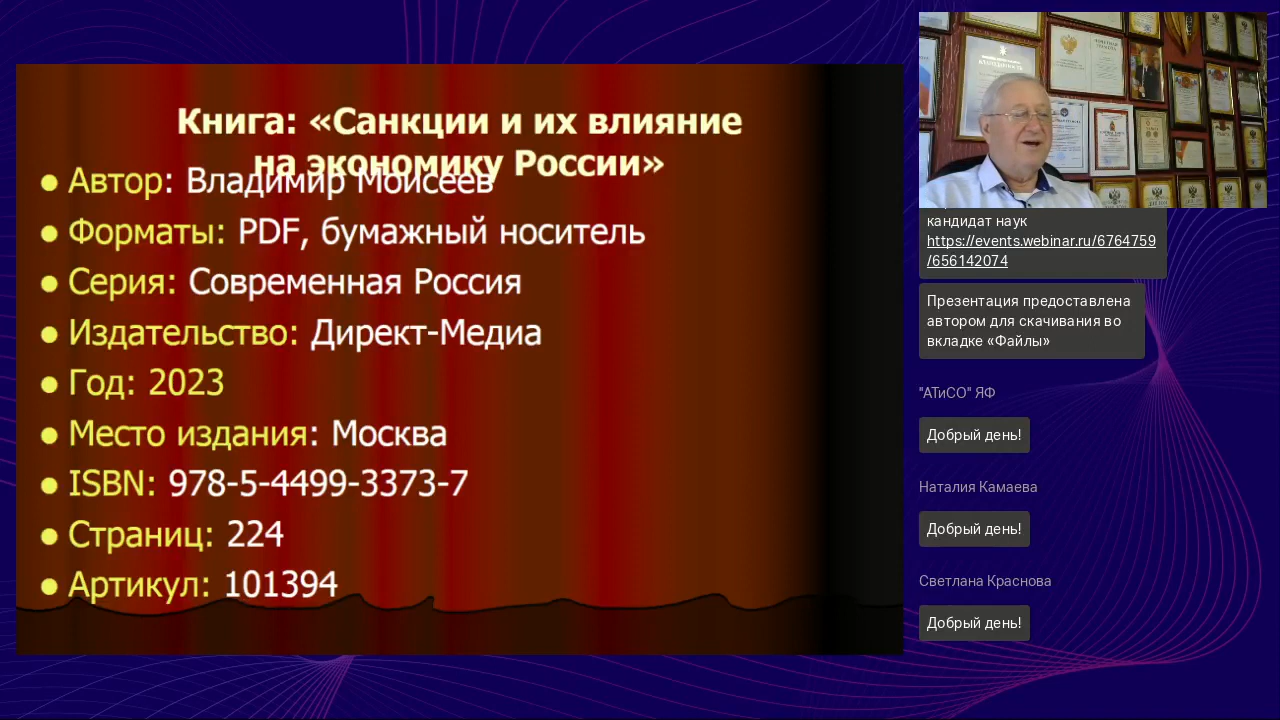 Книга: «Санкции и их влияние
на экономику России»
Автор: Владимир Моисеев
Форматы: PDF, бумажный носитель
Серия: Современная Россия
Издательство: Директ-Медиа
Год: 2023
Место издания: Москва
ISBN: 978-5-4499-3373-7
Страниц: 224
Артикул: 101394
кандидат наук
https://events.webinar.ru/6764759
/656142074
Презентация предоставлена
автором для скачивания во
вкладке «Файлы»
"АТиСО" ЯФ
Добрый день!
Наталия Камаева
Добрый день!
Светлана Краснова
Добрый день!